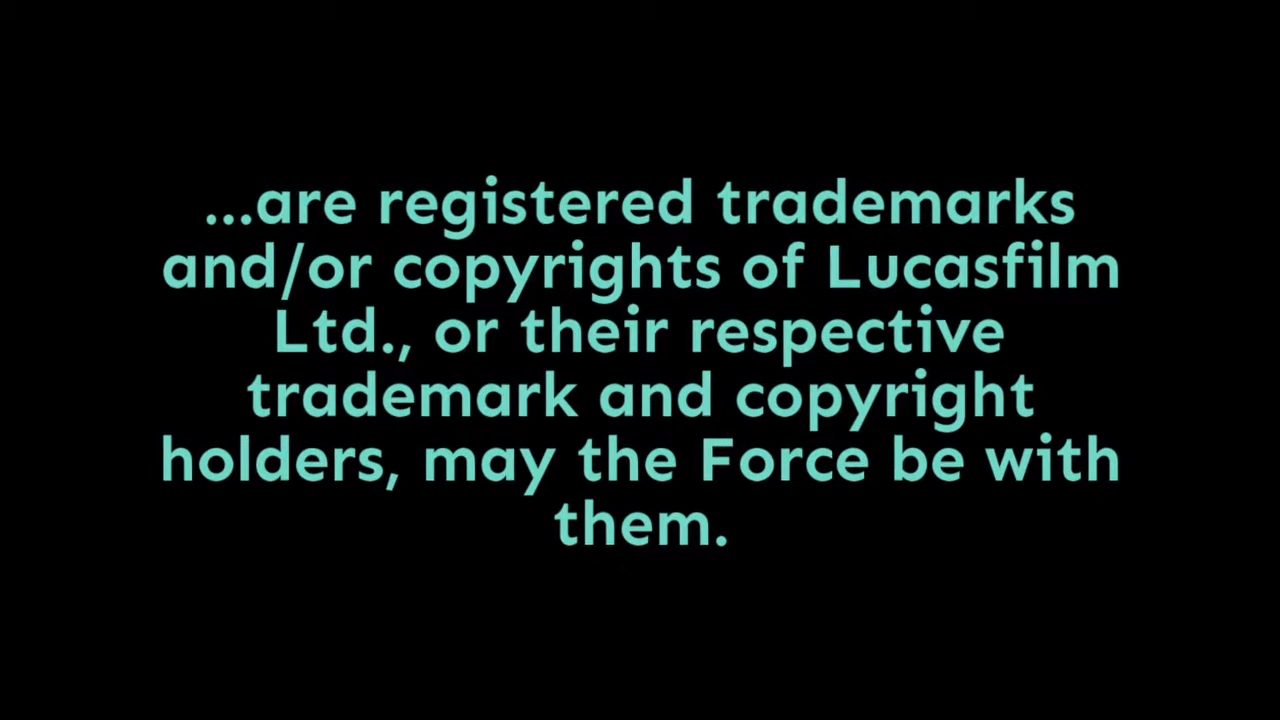 ...are registered trademarks
and/or copyrights of Lucasfilm
Ltd., or their respective
trademark and copyright
holders, may the Force be with
them.